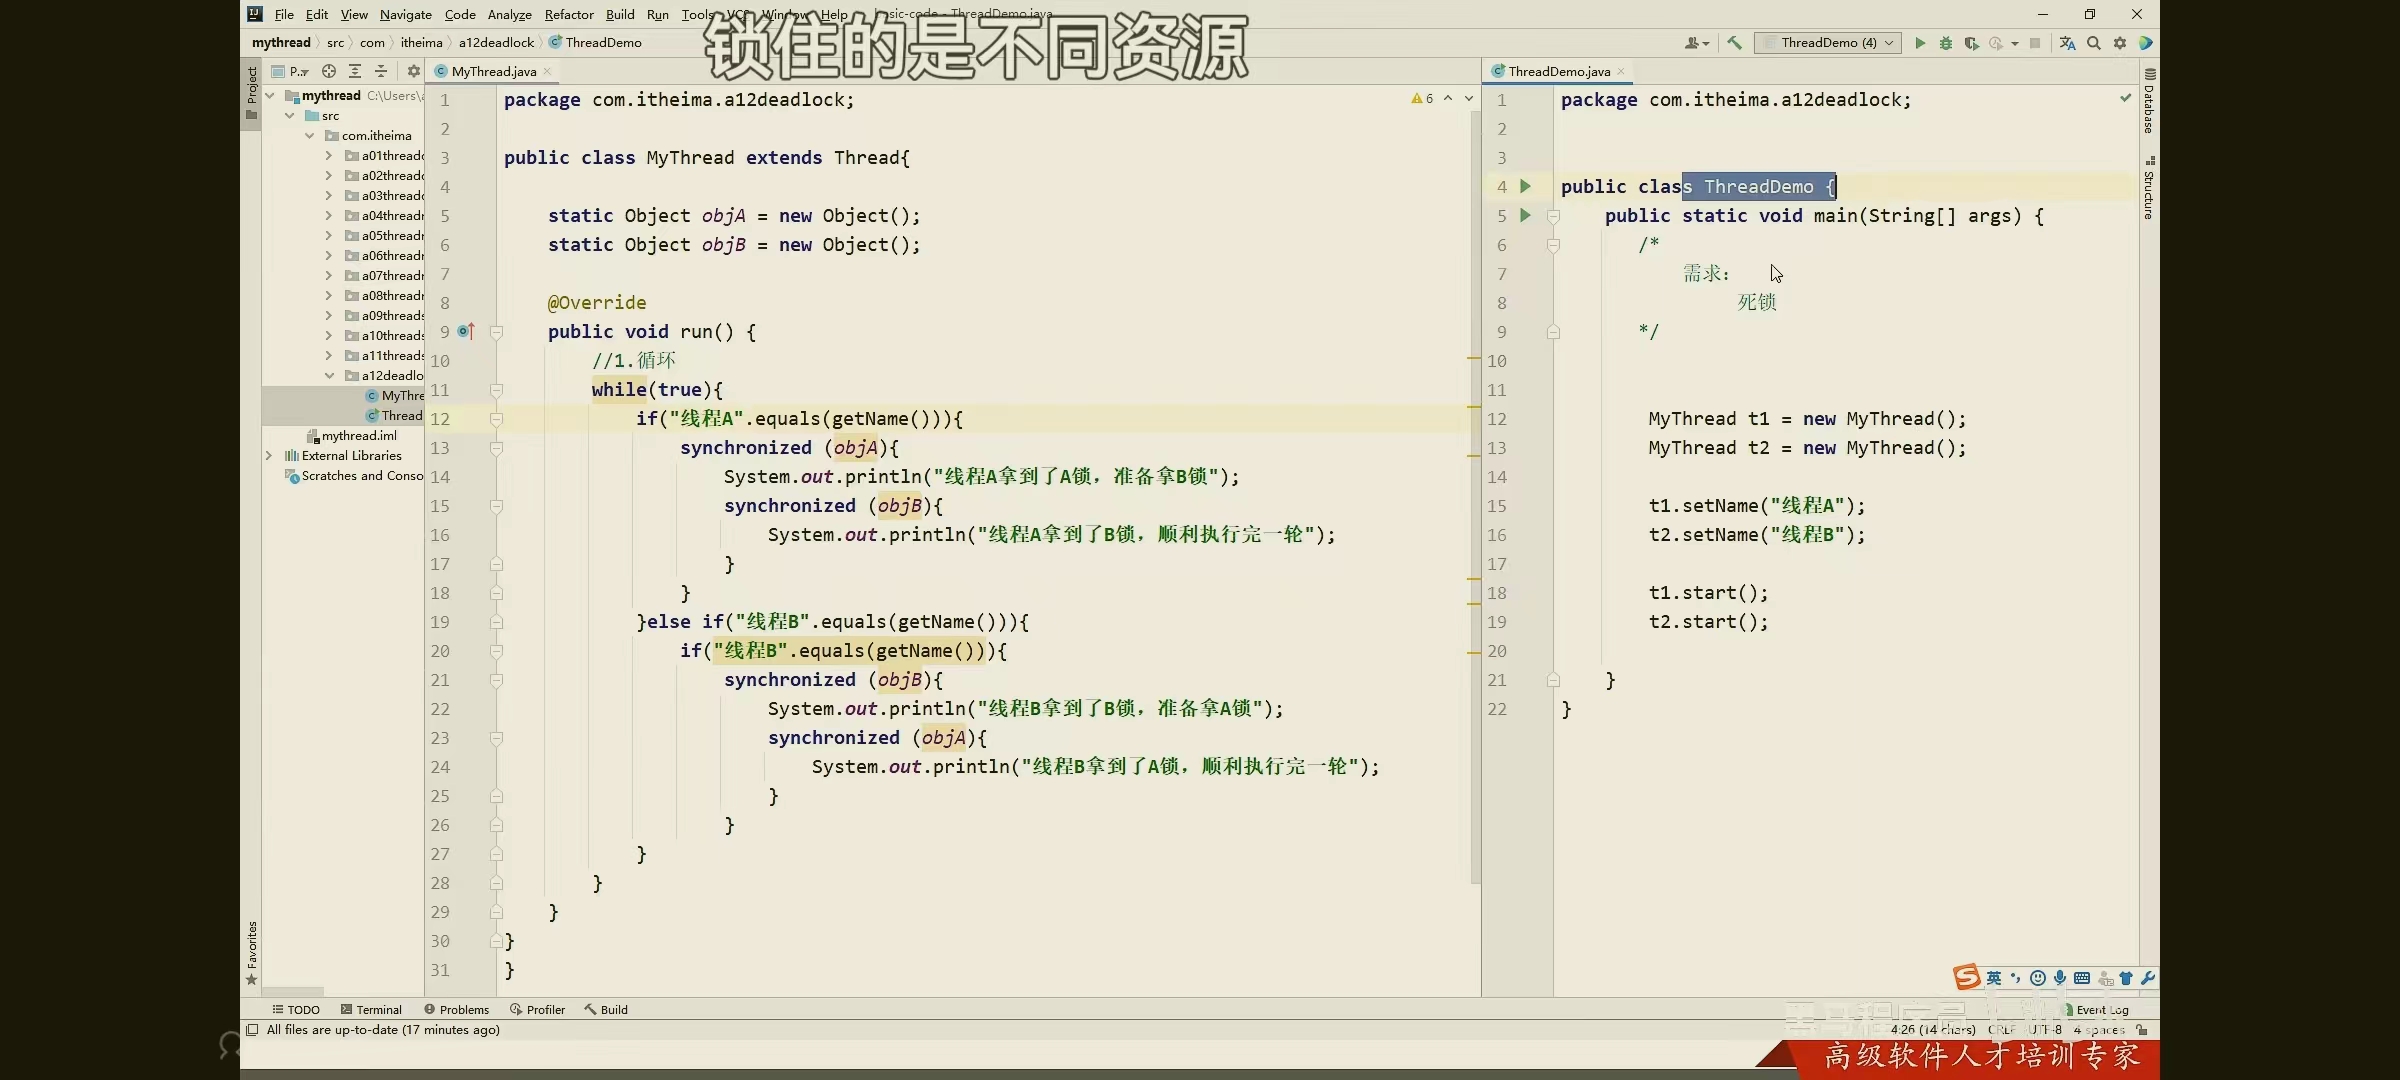 File Edit View Navigate Code Analyze Refactor Build Run Tools VCS Window Help basic-code - ThreadDemo.java
锁住的是不同资源
mythread src com itheima a12deadlock ThreadDemo
ThreadDemo (4)
Project
P..
MyThread.java
ThreadDemo.java
mythread C:\Users\a
src
com.itheima
a01threadc
a02threadc
a03threadc
a04threadr
a05threadr
a06threadr
a07threadr
a08threadr
a09threads
a10threads
a11threads
a12deadlo
MyThre
Thread
mythread.iml
External Libraries
Scratches and Conso
6
1 package com.itheima.a12deadlock;
2
3 public class MyThread extends Thread{
4
5 static Object objA = new Object();
6 static Object objB = new Object();
7
8 @Override
9 public void run() {
10 //1.循环
11 while(true){
12 if("线程A".equals(getName())){
13 synchronized (objA){
14 System.out.println("线程A拿到了A锁，准备拿B锁");
15 synchronized (objB){
16 System.out.println("线程A拿到了B锁，顺利执行完一轮");
17 }
18 }
19 }else if("线程B".equals(getName())){
20 if("线程B".equals(getName())){
21 synchronized (objB){
22 System.out.println("线程B拿到了B锁，准备拿A锁");
23 synchronized (objA){
24 System.out.println("线程B拿到了A锁，顺利执行完一轮");
25 }
26 }
27 }
28 }
29 }
30 }
31 }
1 package com.itheima.a12deadlock;
2
3
4 public class ThreadDemo {
5 public static void main(String[] args) {
6 /*
7 需求：
8 死锁
9 */
10
11
12 MyThread t1 = new MyThread();
13 MyThread t2 = new MyThread();
14
15 t1.setName("线程A");
16 t2.setName("线程B");
17
18 t1.start();
19 t2.start();
20
21 }
22 }
Database
Structure
Favorites
英
TODO Terminal Problems Profiler Build
Event Log
All files are up-to-date (17 minutes ago)
4:26 (14 chars) CRLF UTF-8 4 spaces
高级软件人才培训专家